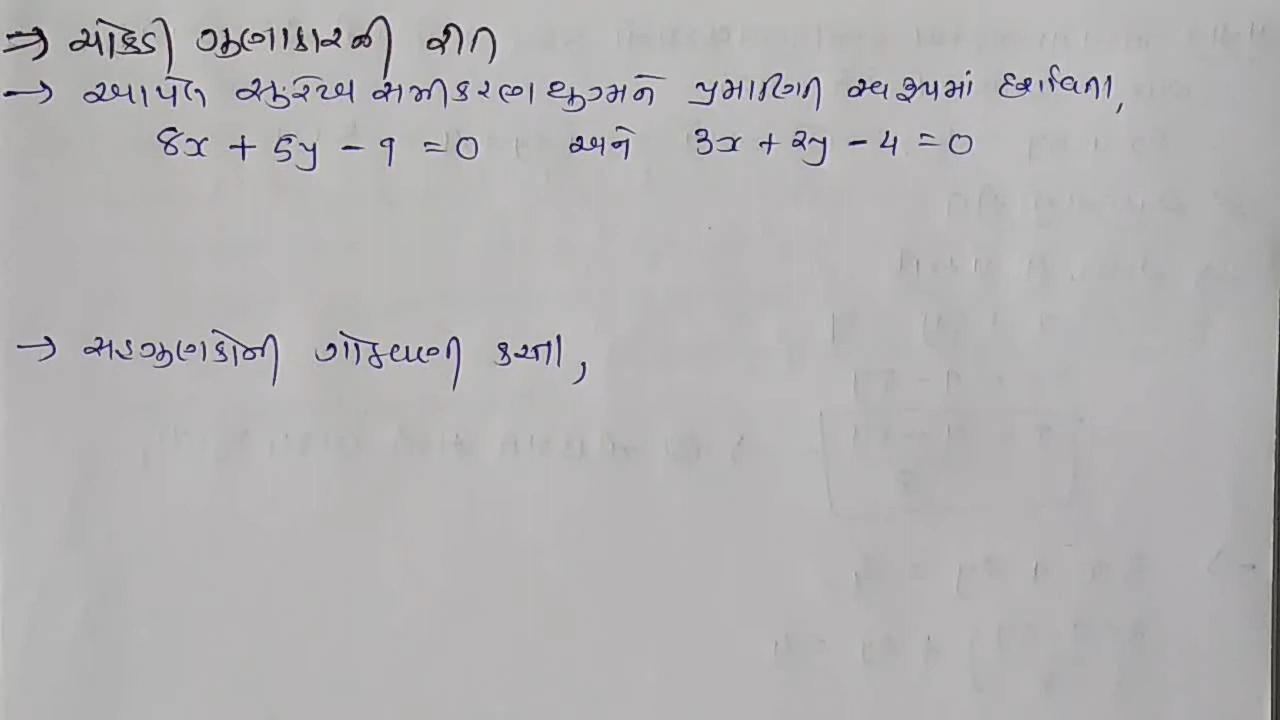 ⇒ ચોકડી ગુણાકારની રીત
→ આપેલ સુરેખ સમીકરણ યુગ્મને પ્રમાણિત સ્વરૂપમાં દર્શાવતા,
8x + 5y - 9 = 0 અને 3x + 2y - 4 = 0
→ સહગુણકોની ગોઠવણી કરતા,